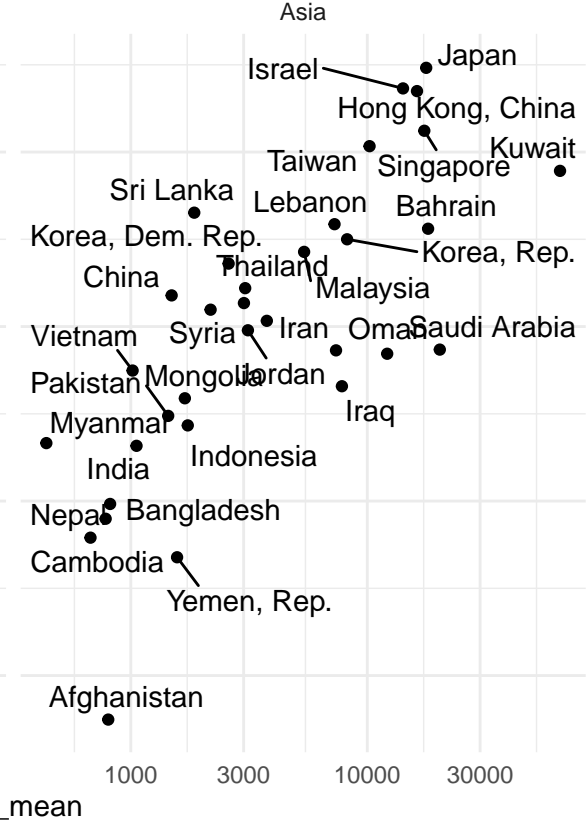 Asia
Japan
Israel
Hong Kong, China
Kuwait
Taiwan
Singapore
Sri Lanka
Lebanon
Bahrain
Korea, Dem. Rep.
Korea, Rep.
Thailand
China
Malaysia
Vietnam
Syria
Iran
Oman
Saudi Arabia
Pakistan
Mongolia
Jordan
Iraq
Myanmar
India
Indonesia
Nepal
Bangladesh
Cambodia
Yemen, Rep.
Afghanistan
1000 3000 10000 30000
_mean